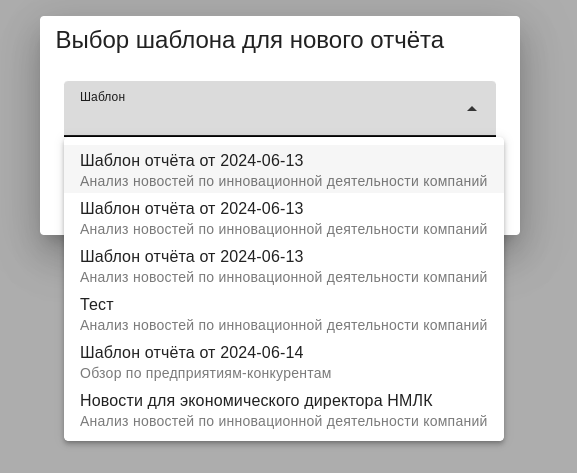 Выбор шаблона для нового отчёта
Шаблон
Шаблон отчёта от 2024-06-13
Анализ новостей по инновационной деятельности компаний
Шаблон отчёта от 2024-06-13
Анализ новостей по инновационной деятельности компаний
Шаблон отчёта от 2024-06-13
Анализ новостей по инновационной деятельности компаний
Тест
Анализ новостей по инновационной деятельности компаний
Шаблон отчёта от 2024-06-14
Обзор по предприятиям-конкурентам
Новости для экономического директора НМЛК
Анализ новостей по инновационной деятельности компаний